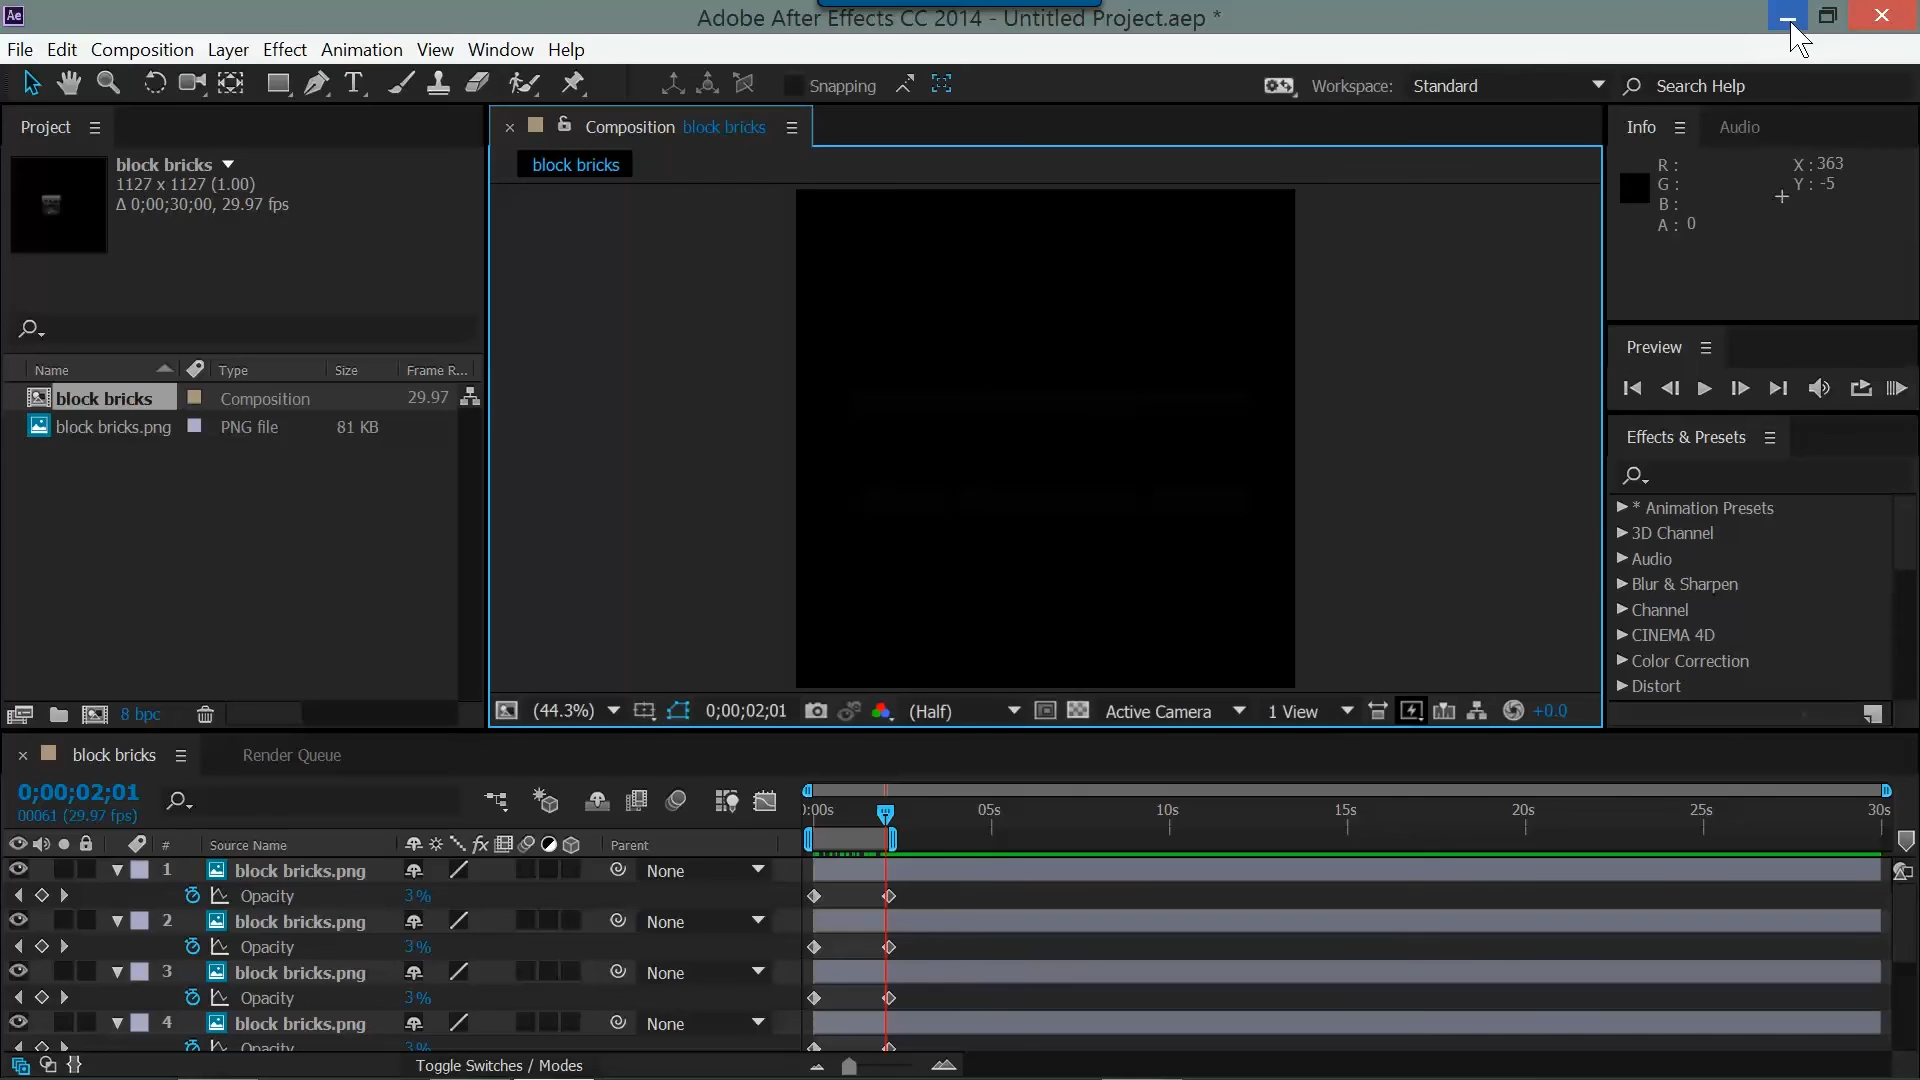 Ae
Adobe After Effects CC 2014 - Untitled Project.aep *
File Edit Composition Layer Effect Animation View Window Help
T Snapping Workspace: Standard Search Help
Project
Composition block bricks
Info Audio
block bricks
1127 x 1127 (1.00)
Δ 0;00;30;00, 29.97 fps
block bricks
R :
G :
B :
A : 0
X : 363
Y : -5
Preview
Name Type Size Frame R...
block bricks Composition 29.97
block bricks.png PNG file 81 KB
Effects & Presets
* Animation Presets
3D Channel
Audio
Blur & Sharpen
Channel
CINEMA 4D
Color Correction
Distort
8 bpc
(44.3%) 0;00;02;01 (Half) Active Camera 1 View +0.0
block bricks Render Queue
0;00;02;01
00061 (29.97 fps)
):00s 05s 10s 15s 20s 25s 30s
# Source Name fx Parent
1 block bricks.png None
Opacity 3%
2 block bricks.png None
Opacity 3%
3 block bricks.png None
Opacity 3%
4 block bricks.png None
Opacity 3%
Toggle Switches / Modes